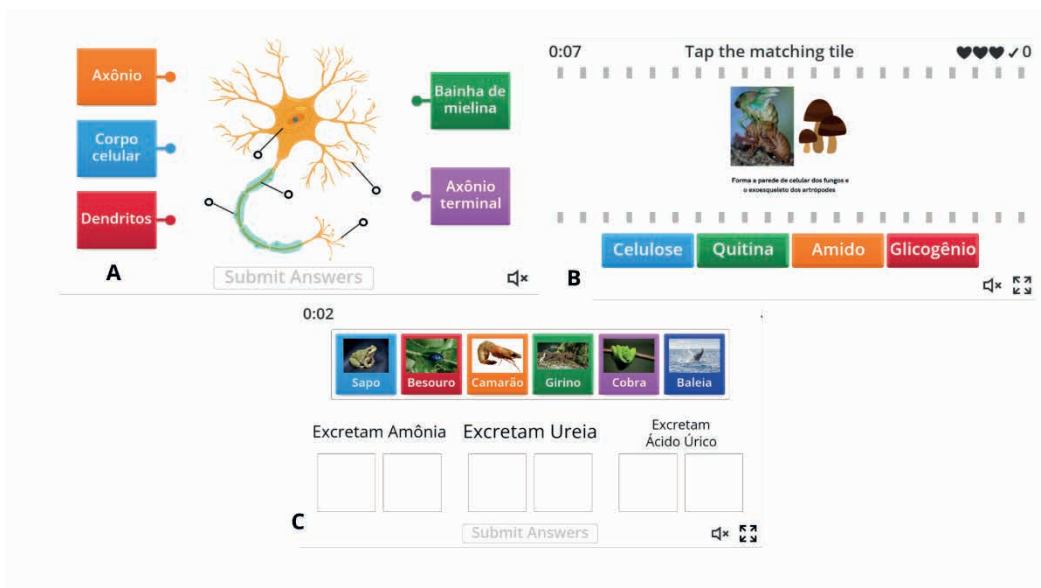 Axônio
Corpo
celular
Dendritos
Bainha de
mielina
Axônio
terminal
A
Submit Answers
0:07
Tap the matching tile
0
Forma a parede de celular dos fungos e
o exoesqueleto dos artrópodes
Celulose
Quitina
Amido
Glicogênio
B
0:02
Sapo
Besouro
Camarão
Girino
Cobra
Baleia
Excretam Amônia
Excretam Ureia
Excretam
Ácido Úrico
C
Submit Answers